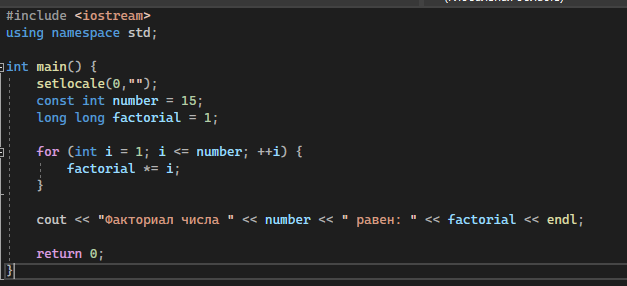 #include <iostream>
using namespace std;
int main() {
setlocale(0,"");
const int number = 15;
long long factorial = 1;
for (int i = 1; i <= number; ++i) {
factorial *= i;
}
cout << "Факториал числа " << number << " равен: " << factorial << endl;
return 0;
}